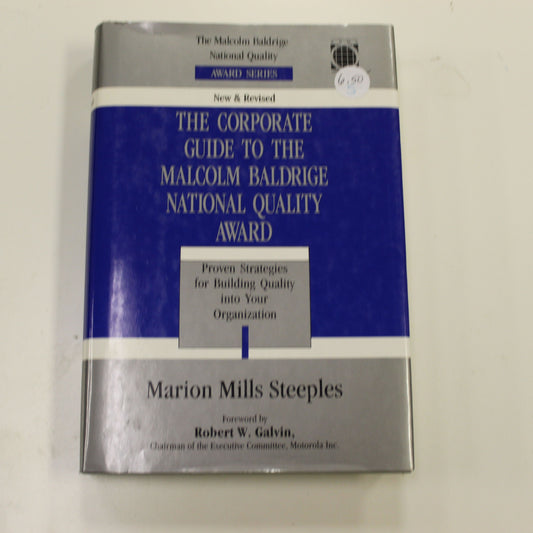 The Malcolm Baldrige
National Quality
AWARD SERIES
6.50
New & Revised
THE CORPORATE
GUIDE TO THE
MALCOLM BALDRIGE
NATIONAL QUALITY
AWARD
Proven Strategies
for Building Quality
into Your
Organization
Marion Mills Steeples
Foreword by
Robert W. Galvin,
Chairman of the Executive Committee, Motorola Inc.